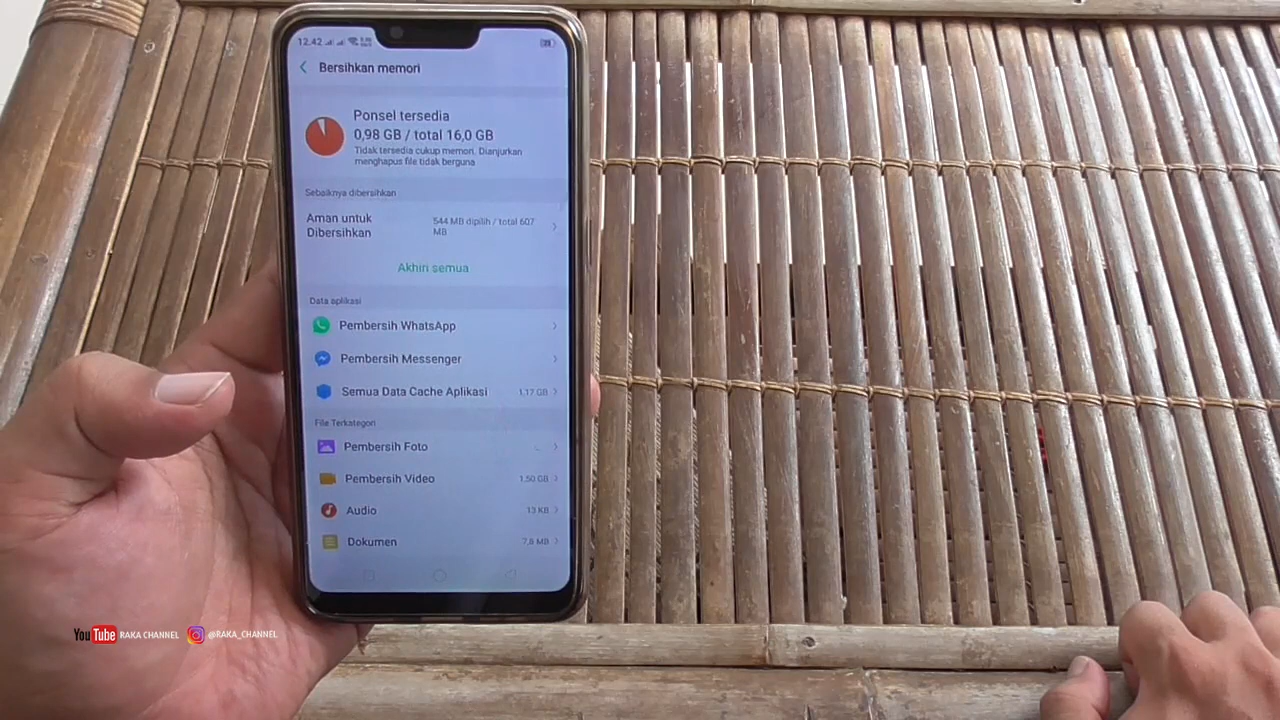 12.42
Bersihkan memori
Ponsel tersedia
0,98 GB / total 16,0 GB
Tidak tersedia cukup memori, Dianjurkan
menghapus file tidak berguna
Sebaiknya dibersihkan
Aman untuk
Dibersihkan
544 MB dipilih / total 607
MB
Akhiri semua
Data aplikasi
Pembersih WhatsApp
Pembersih Messenger
Semua Data Cache Aplikasi
1,17 GB
File Terkategori
Pembersih Foto
Pembersih Video
1,50 GB
Audio
13 KB
Dokumen
7,8 MB
YouTube RAKA CHANNEL @RAKA_CHANNEL